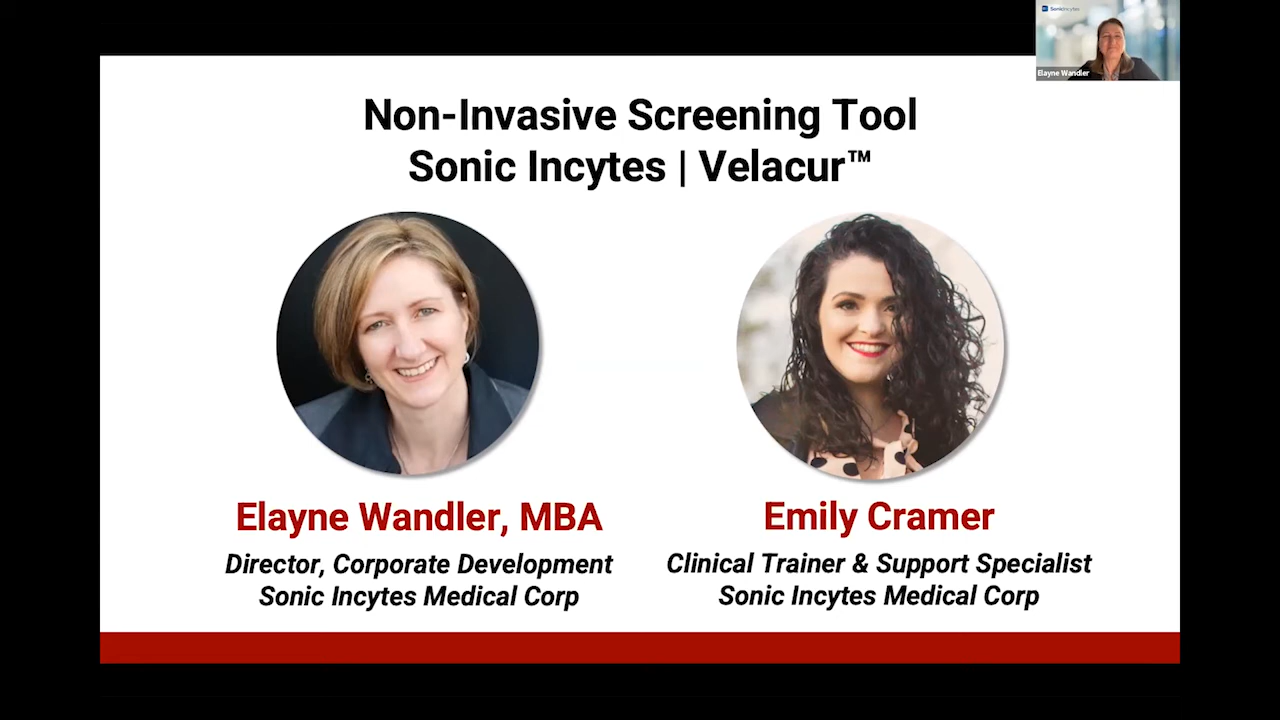 SonicIncytes
Elayne Wandler
Non-Invasive Screening Tool
Sonic Incytes | Velacur™
Elayne Wandler, MBA
Director, Corporate Development
Sonic Incytes Medical Corp
Emily Cramer
Clinical Trainer & Support Specialist
Sonic Incytes Medical Corp